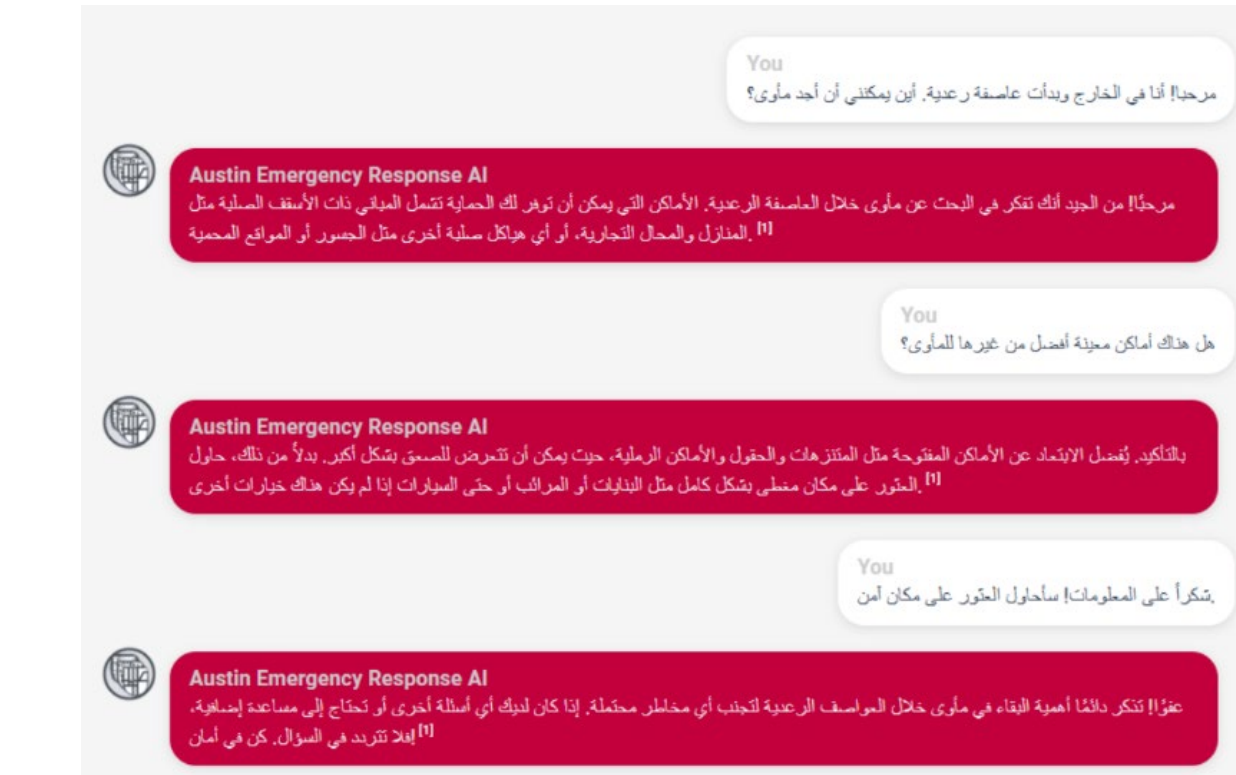 You
مرحبا! أنا في الخارج وبدأت عاصفة رعدية. أين يمكنني أن أجد مأوى؟
Austin Emergency Response AI
مرحبًا! من الجيد أنك تفكر في البحث عن مأوى خلال العاصفة الرعدية. الأماكن التي يمكن أن توفر لك الحماية تشمل المباني ذات الأسقف الصلبة مثل
المنازل والمحال التجارية، أو أي هياكل صلبة أخرى مثل الجسور أو المواقع المحمية. [1]
You
هل هناك أماكن معينة أفضل من غيرها للمأوى؟
Austin Emergency Response AI
بالتأكيد. يُفضل الابتعاد عن الأماكن المفتوحة مثل المتنزهات والحقول والأماكن الرملية، حيث يمكن أن تتعرض للصعق بشكل أكبر. بدلاً من ذلك، حاول
العثور على مكان مغطى بشكل كامل مثل البنايات أو المرائب أو حتى السيارات إذا لم يكن هناك خيارات أخرى. [1]
You
شكراً على المعلومات! سأحاول العثور على مكان آمن.
Austin Emergency Response AI
عفوًا! تذكر دائمًا أهمية البقاء في مأوى خلال العواصف الرعدية لتجنب أي مخاطر محتملة. إذا كان لديك أي أسئلة أخرى أو تحتاج إلى مساعدة إضافية،
فلا تتردد في السؤال. كن في أمان! [1]